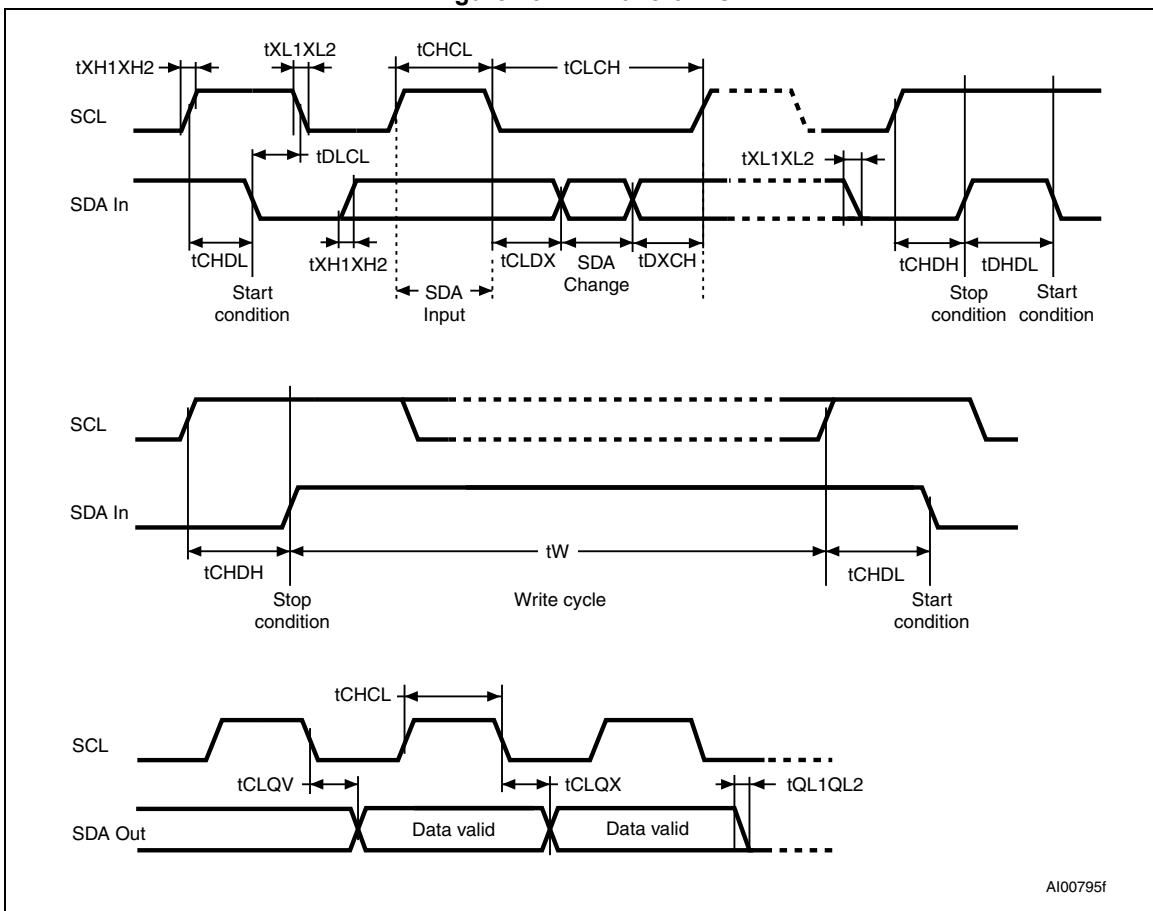 tXH1XH2
tXL1XL2
tCHCL
tCLCH
SCL
tDLCL
tXL1XL2
SDA In
tCHDL
tXH1XH2
tCLDX
SDA
Change
tDXCH
tCHDH
tDHDL
Start
condition
SDA
Input
Stop
condition
Start
condition
SCL
SDA In
tCHDH
tW
tCHDL
Stop
condition
Write cycle
Start
condition
tCHCL
SCL
tCLQV
tCLQX
tQL1QL2
SDA Out
Data valid
Data valid
AI00795f